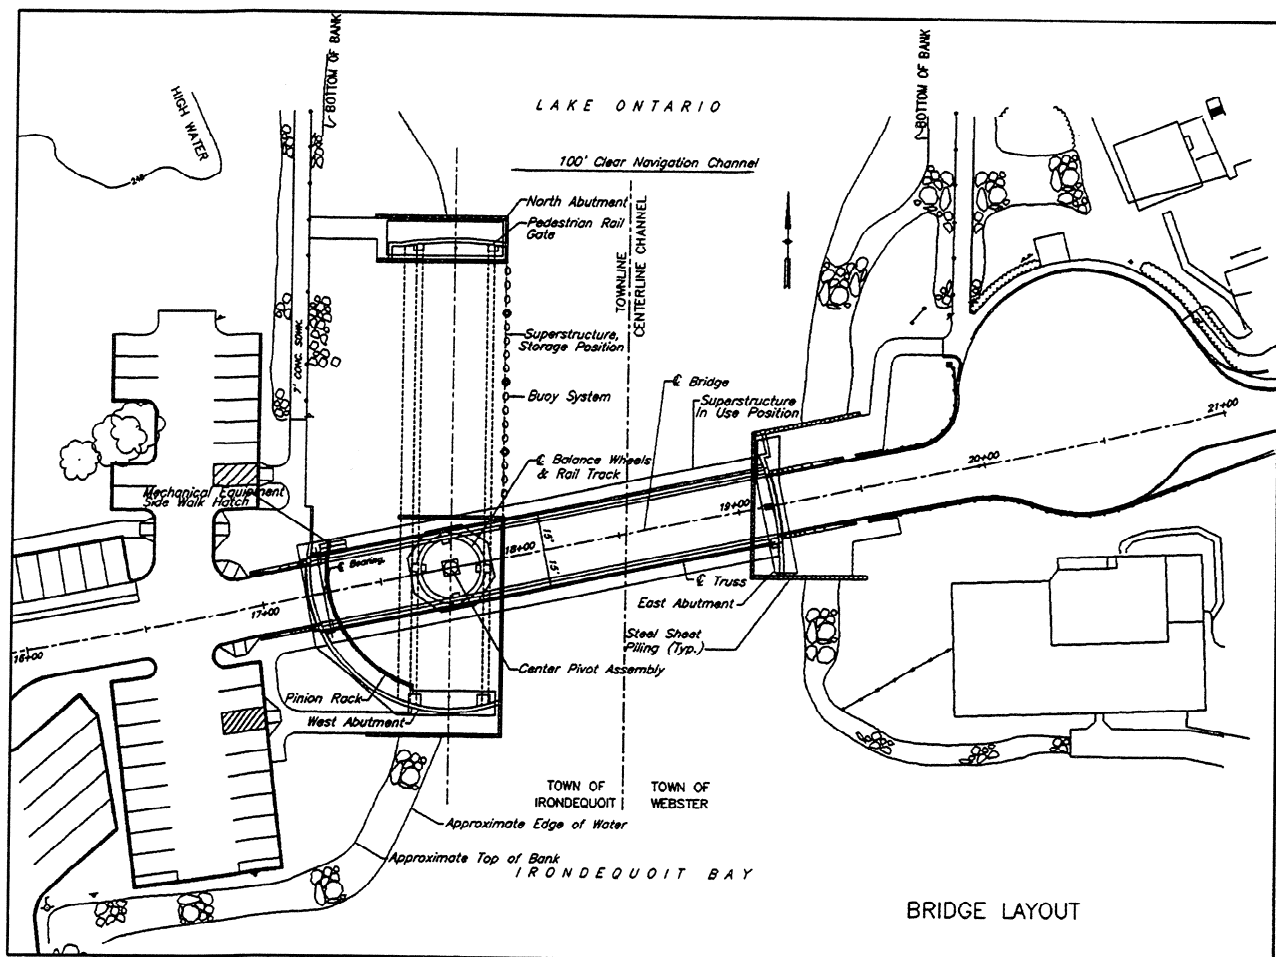 BOTTOM OF BANK
BOTTOM OF BANK
HIGH WATER
LAKE ONTARIO
100' Clear Navigation Channel
North Abutment
Pedestrian Rail
Gate
TOWNLINE
CENTERLINE CHANNEL
7' CONC. SDWK.
Superstructure,
Storage Position
Buoy System
℄ Bridge
Superstructure
In Use Position
21+00
20+00
℄ Balance Wheels
& Rail Track
Mechanical Equipment
Side Walk Hatch
19+00
18+00
15'
15'
℄ Bearing
17+00
16+00
℄ Truss
East Abutment
Steel Sheet
Piling (Typ.)
Center Pivot Assembly
Pinion Rack
West Abutment
TOWN OF
IRONDEQUOIT
TOWN OF
WEBSTER
Approximate Edge of Water
Approximate Top of Bank
IRONDEQUOIT BAY
BRIDGE LAYOUT